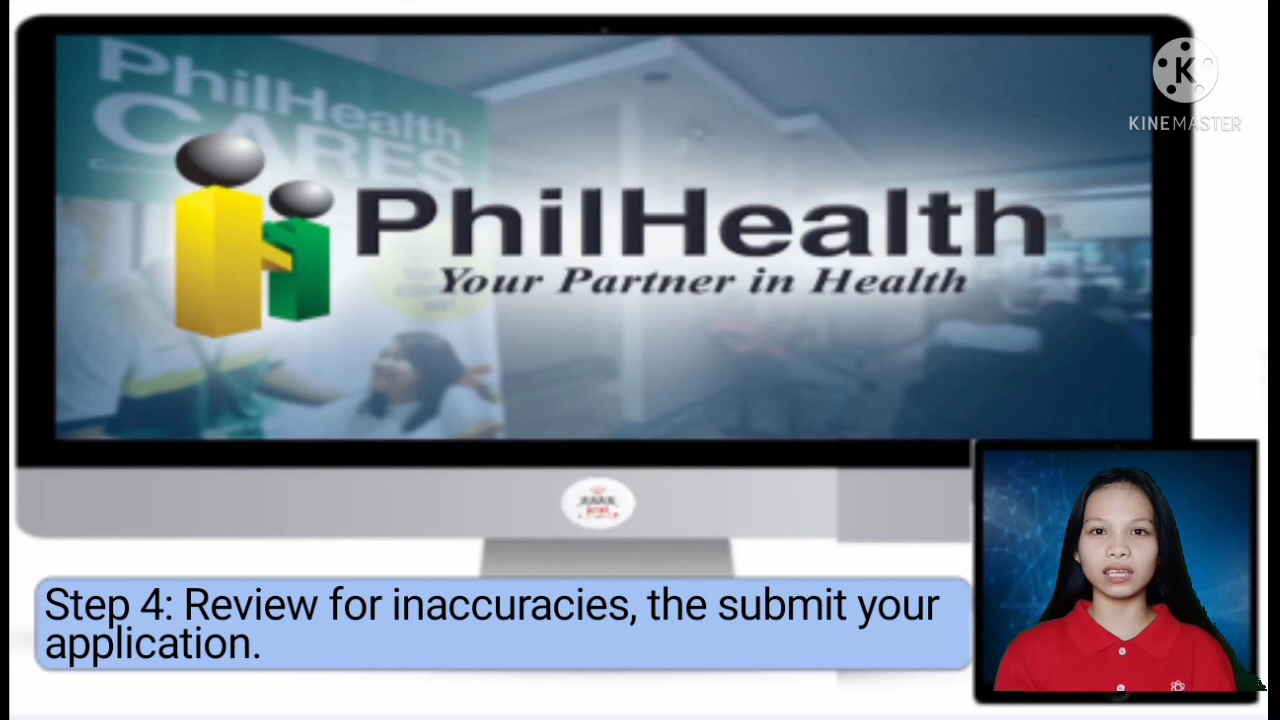 PhilHealth
CARES
KINEMASTER
PhilHealth
Your Partner in Health
Step 4: Review for inaccuracies, the submit your
application.